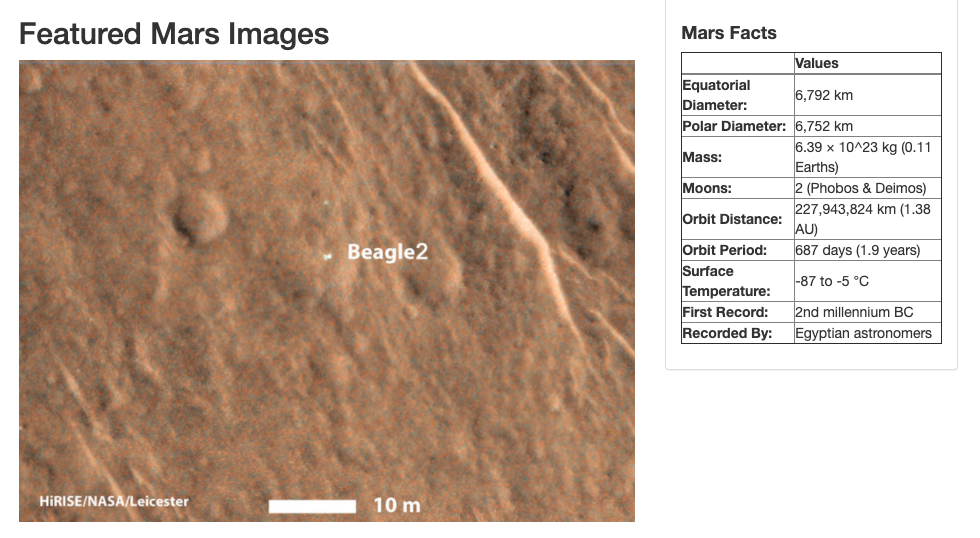 Featured Mars Images
Beagle2
HiRISE/NASA/Leicester
10 m
Mars Facts
Values
Equatorial
Diameter:
6,792 km
Polar Diameter: 6,752 km
Mass:
6.39 × 10^23 kg (0.11
Earths)
Moons: 2 (Phobos & Deimos)
Orbit Distance:
227,943,824 km (1.38
AU)
Orbit Period: 687 days (1.9 years)
Surface
Temperature:
-87 to -5 °C
First Record: 2nd millennium BC
Recorded By: Egyptian astronomers